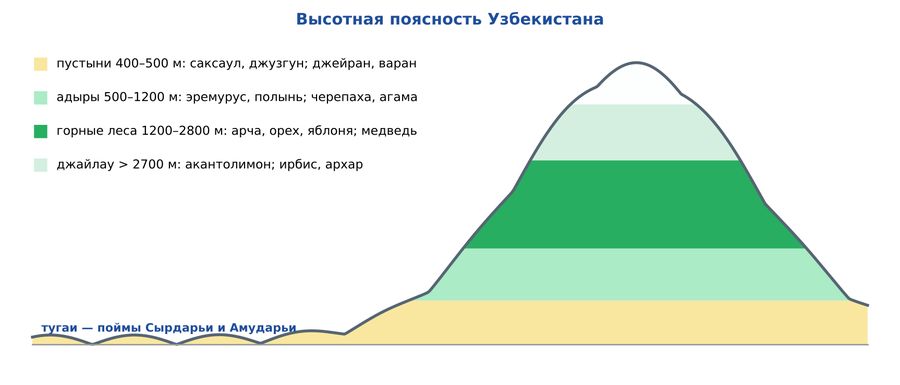 Высотная поясность Узбекистана
пустыни 400–500 м: саксаул, джузгун; джейран, варан
адыры 500–1200 м: эремурус, полынь; черепаха, агама
горные леса 1200–2800 м: арча, орех, яблоня; медведь
джайлау > 2700 м: акантолимон; ирбис, архар
тугаи — поймы Сырдарьи и Амударьи